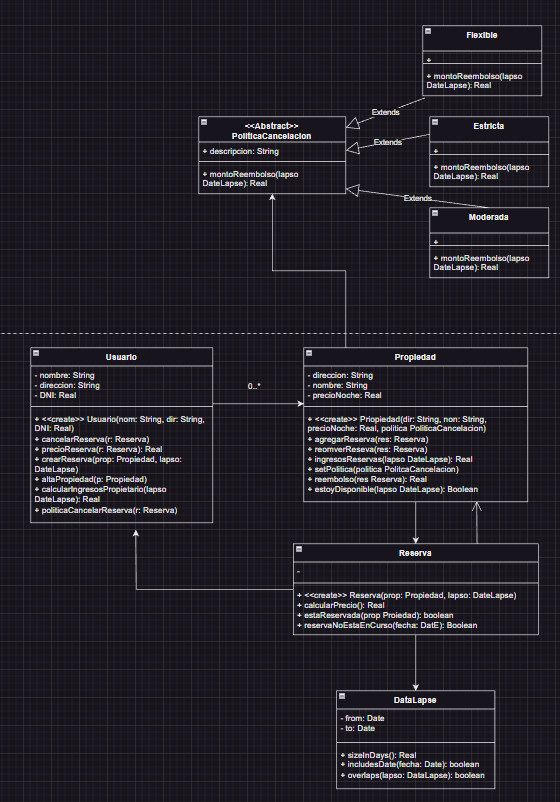 Flexible
+
+ montoReembolso(lapso
DateLapse): Real
Extends
<<Abstract>>
PoliticaCancelacion
+ descripcion: String
+ montoReembolso(lapso
DateLapse): Real
Estricta
+
+ montoReembolso(lapso
DateLapse): Real
Extends
Extends
Moderada
+
+ montoReembolso(lapso
DateLapse): Real
Usuario
- nombre: String
- direccion: String
- DNI: Real
+ <<create>> Usuario(nom: String, dir: String,
DNI: Real)
+ cancelarReserva(r: Reserva)
+ precioReserva(r: Reserva): Real
+ crearReserva(prop: Propiedad, lapso:
DateLapse)
+ altaPropiedad(p: Propiedad)
+ calcularIngresosPropietario(lapso
DateLapse): Real
+ politicaCancelarReserva(r: Reserva)
0..*
Propiedad
- direccion: String
- nombre: String
- precioNoche: Real
+ <<create>> Priopiedad(dir: String, non: String,
precioNoche: Real, politica PoliticaCancelacion)
+ agregarReserva(res: Reserva)
+ reomverReseva(res: Reserva)
+ ingresosReservas(lapso DateLapse): Real
+ setPolitica(politica PolitcaCancelacion)
+ reembolso(res Reserva): Real
+ estoyDisponible(lapso DateLapse): Boolean
Reserva
-
+ <<create>> Reserva(prop: Propiedad, lapso: DateLapse)
+ calcularPrecio(): Real
+ estaReservada(prop Proiedad): boolean
+ reservaNoEstaEnCurso(fecha: DatE): Boolean
DataLapse
- from: Date
- to: Date
+ sizeInDays(): Real
+ includesDate(fecha: Date): boolean
+ overlaps(lapso: DataLapse): boolean